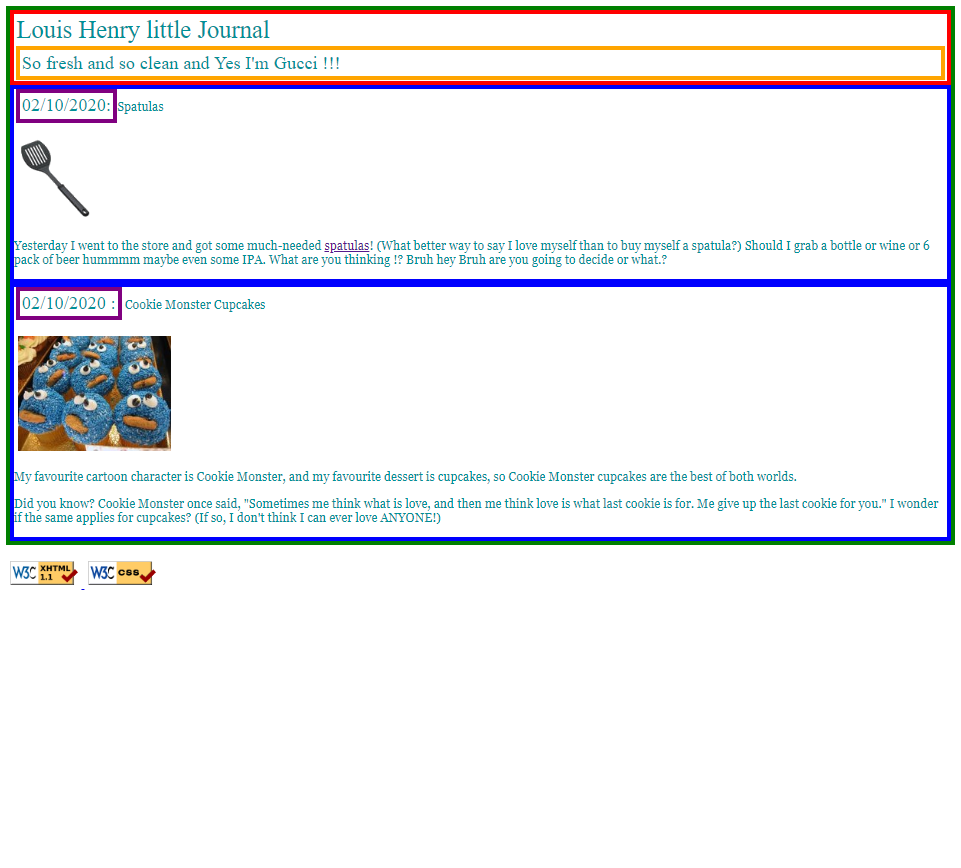 Louis Henry little Journal
So fresh and so clean and Yes I'm Gucci !!!
02/10/2020: Spatulas
Yesterday I went to the store and got some much-needed spatulas! (What better way to say I love myself than to buy myself a spatula?) Should I grab a bottle or wine or 6
pack of beer hummmm maybe even some IPA. What are you thinking !? Bruh hey Bruh are you going to decide or what.?
02/10/2020 : Cookie Monster Cupcakes
My favourite cartoon character is Cookie Monster, and my favourite dessert is cupcakes, so Cookie Monster cupcakes are the best of both worlds.
Did you know? Cookie Monster once said, "Sometimes me think what is love, and then me think love is what last cookie is for. Me give up the last cookie for you." I wonder
if the same applies for cupcakes? (If so, I don't think I can ever love ANYONE!)
W3C XHTML 1.1 W3C CSS